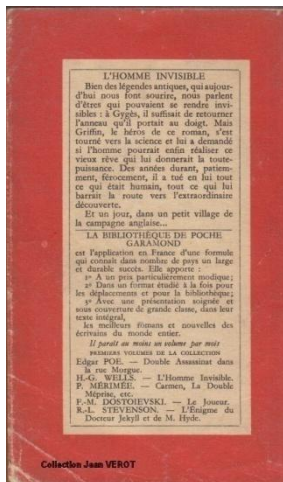 L'HOMME INVISIBLE
Bien des légendes antiques, qui aujour-
d'hui nous font sourire, nous parlent
d'êtres qui pouvaient se rendre invi-
sibles : à Gygès, il suffisait de retourner
l'anneau qu'il portait au doigt. Mais
Griffin, le héros de ce roman, s'est
tourné vers la science et lui a demandé
si l'homme pourrait enfin réaliser ce
vieux rêve qui lui donnerait la toute-
puissance. Des années durant, patiem-
ment, férocement, il a tué en lui tout
ce qui était humain, tout ce qui lui
barrait la route vers l'extraordinaire
découverte.
Et un jour, dans un petit village de
la campagne anglaise...
LA BIBLIOTHÈQUE DE POCHE
GARAMOND
est l'application en France d'une formule
qui connaît dans nombre de pays un large
et durable succès. Elle apporte :
1° A un prix particulièrement modique;
2° Dans un format étudié à la fois pour
les déplacements et pour la bibliothèque;
3° Avec une présentation soignée et
sous couverture de grande classe, dans leur
texte intégral,
les meilleurs romans et nouvelles des
écrivains du monde entier.
Il paraît au moins un volume par mois
PREMIERS VOLUMES DE LA COLLECTION
Edgar POE. — Double Assassinat dans
la rue Morgue.
H.-G. WELLS. — L'Homme Invisible.
P. MÉRIMÉE. — Carmen, La Double
Méprise, etc.
F.-M. DOSTOIEVSKI. — Le Joueur.
R.-L. STEVENSON. — L'Énigme du
Docteur Jekyll et de M. Hyde.
Collection Jean VEROT